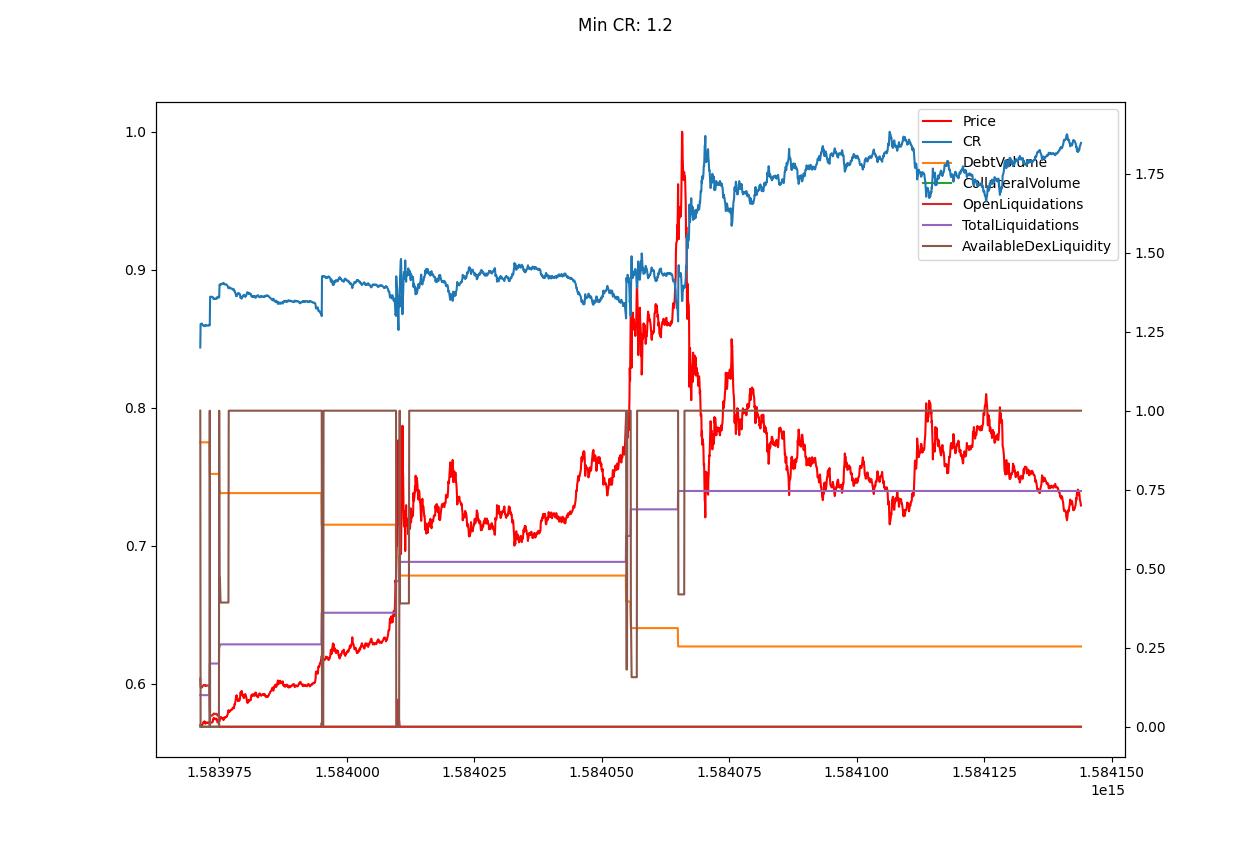 Min CR: 1.2
1.0
0.9
0.8
0.7
0.6
Price
CR
DebtVolume
CollateralVolume
OpenLiquidations
TotalLiquidations
AvailableDexLiquidity
1.75
1.50
1.25
1.00
0.75
0.50
0.25
0.00
1.583975
1.584000
1.584025
1.584050
1.584075
1.584100
1.584125
1.584150
1e15